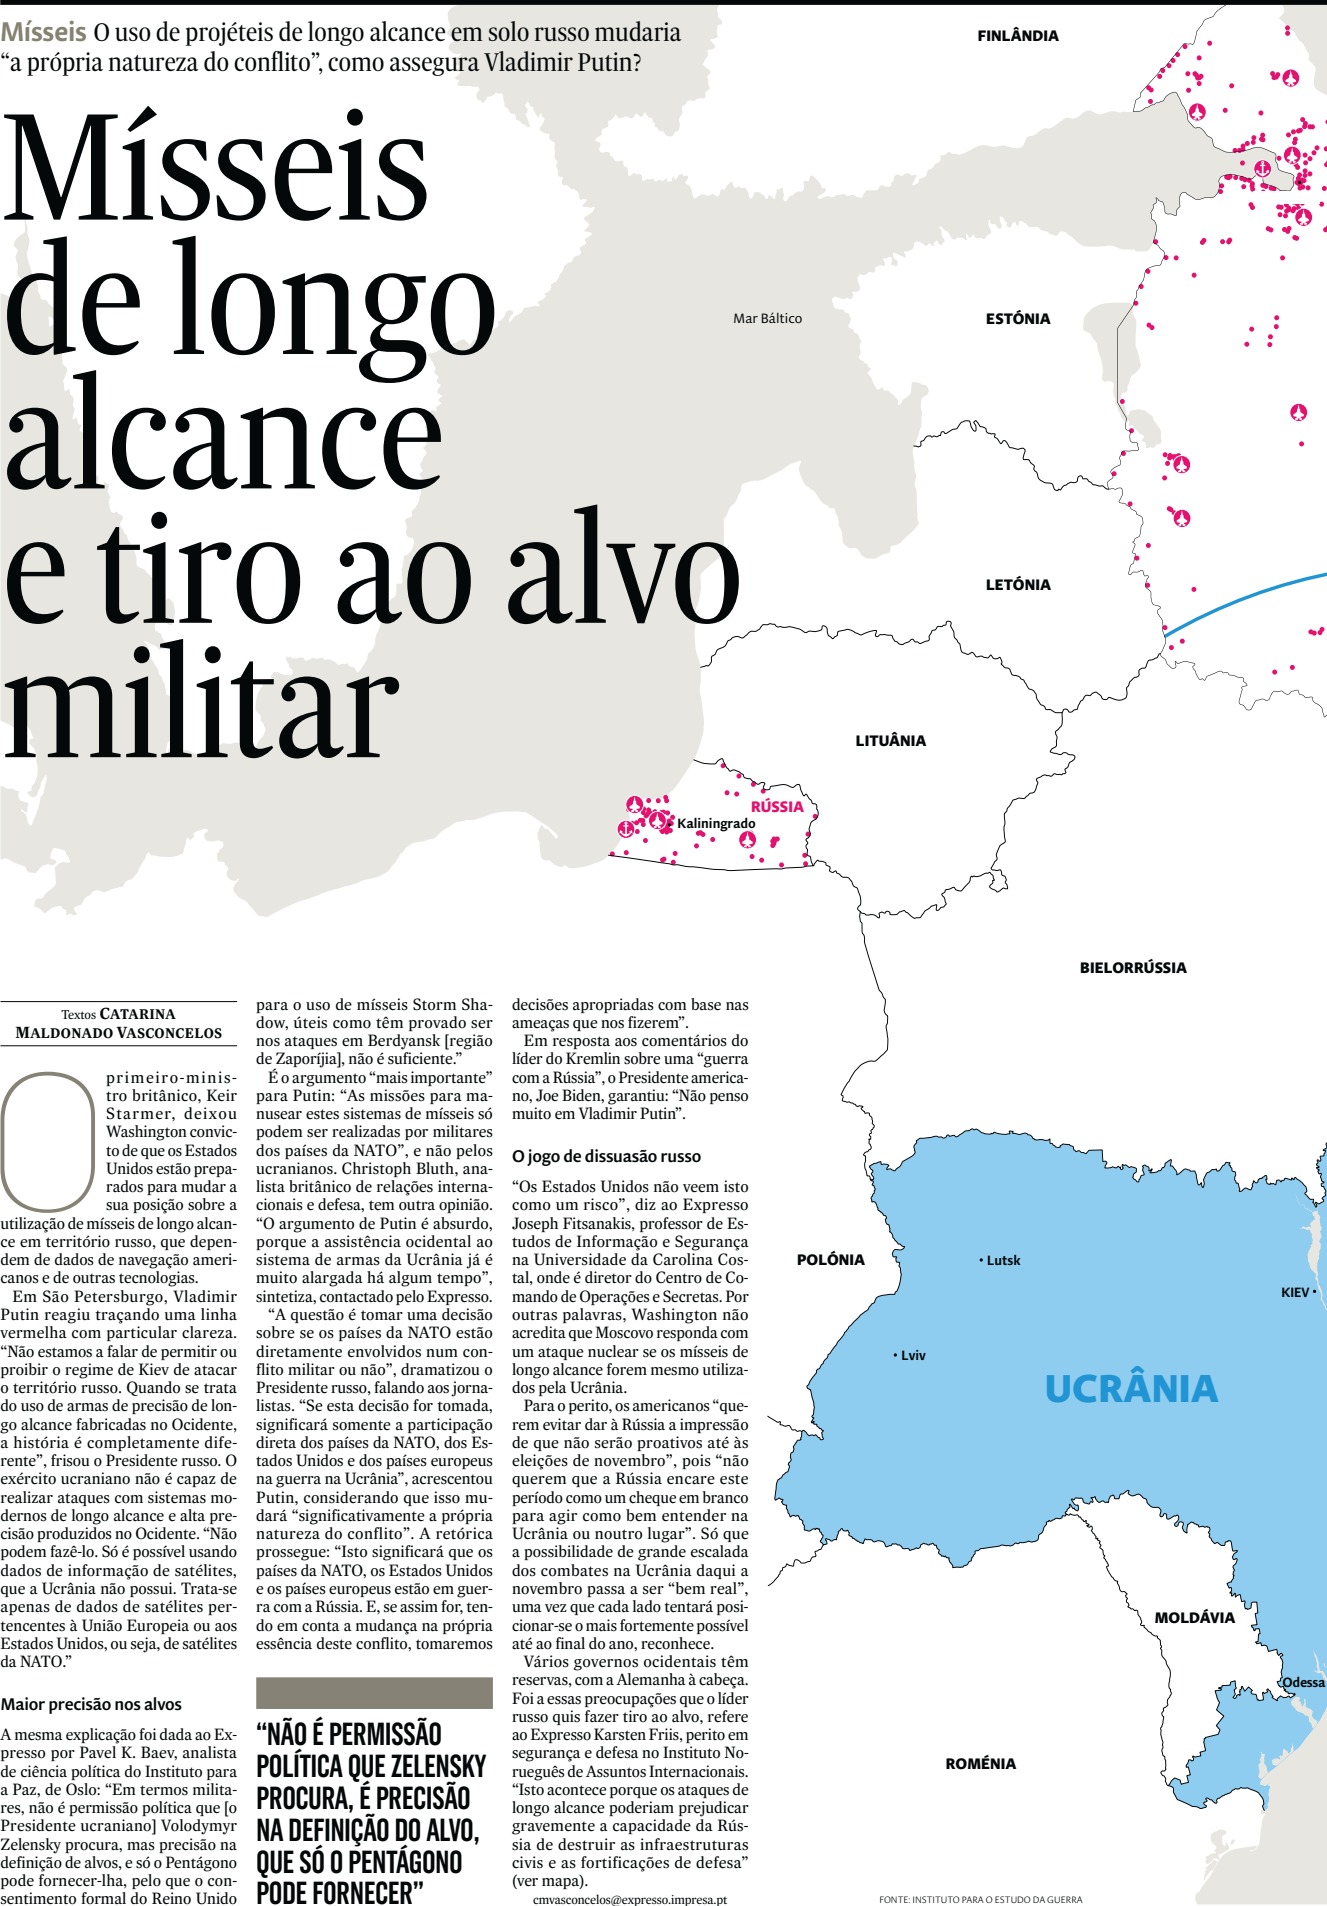 Mísseis O uso de projéteis de longo alcance em solo russo mudaria
“a própria natureza do conflito”, como assegura Vladimir Putin?
Mísseis
de longo
alcance
e tiro ao alvo
militar
Textos CATARINA
MALDONADO VASCONCELOS
O primeiro-minis-
tro britânico, Keir
Starmer, deixou
Washington convic-
to de que os Estados
Unidos estão prepa-
rados para mudar a
sua posição sobre a
utilização de mísseis de longo alcan-
ce em território russo, que depen-
dem de dados de navegação ameri-
canos e de outras tecnologias.
Em São Petersburgo, Vladimir
Putin reagiu traçando uma linha
vermelha com particular clareza.
“Não estamos a falar de permitir ou
proibir o regime de Kiev de atacar
o território russo. Quando se trata
do uso de armas de precisão de lon-
go alcance fabricadas no Ocidente,
a história é completamente dife-
rente”, frisou o Presidente russo. O
exército ucraniano não é capaz de
realizar ataques com sistemas mo-
dernos de longo alcance e alta pre-
cisão produzidos no Ocidente. “Não
podem fazê-lo. Só é possível usando
dados de informação de satélites,
que a Ucrânia não possui. Trata-se
apenas de dados de satélites per-
tencentes à União Europeia ou aos
Estados Unidos, ou seja, de satélites
da NATO.”
Maior precisão nos alvos
A mesma explicação foi dada ao Ex-
presso por Pavel K. Baev, analista
de ciência política do Instituto para
a Paz, de Oslo: “Em termos milita-
res, não é permissão política que [o
Presidente ucraniano] Volodymyr
Zelensky procura, mas precisão na
definição de alvos, e só o Pentágono
pode fornecer-lha, pelo que o con-
sentimento formal do Reino Unido
para o uso de mísseis Storm Sha-
dow, úteis como têm provado ser
nos ataques em Berdyansk [região
de Zaporíjia], não é suficiente.”
É o argumento “mais importante”
para Putin: “As missões para ma-
nusear estes sistemas de mísseis só
podem ser realizadas por militares
dos países da NATO”, e não pelos
ucranianos. Christoph Bluth, ana-
lista britânico de relações interna-
cionais e defesa, tem outra opinião.
“O argumento de Putin é absurdo,
porque a assistência ocidental ao
sistema de armas da Ucrânia já é
muito alargada há algum tempo”,
sintetiza, contactado pelo Expresso.
“A questão é tomar uma decisão
sobre se os países da NATO estão
diretamente envolvidos num con-
flito militar ou não”, dramatizou o
Presidente russo, falando aos jorna-
listas. “Se esta decisão for tomada,
significará somente a participação
direta dos países da NATO, dos Es-
tados Unidos e dos países europeus
na guerra na Ucrânia”, acrescentou
Putin, considerando que isso mu-
dará “significativamente a própria
natureza do conflito”. A retórica
prossegue: “Isto significará que os
países da NATO, os Estados Unidos
e os países europeus estão em guer-
ra com a Rússia. E, se assim for, ten-
do em conta a mudança na própria
essência deste conflito, tomaremos
“NÃO É PERMISSÃO
POLÍTICA QUE ZELENSKY
PROCURA, É PRECISÃO
NA DEFINIÇÃO DO ALVO,
QUE SÓ O PENTÁGONO
PODE FORNECER”
decisões apropriadas com base nas
ameaças que nos fizerem”.
Em resposta aos comentários do
líder do Kremlin sobre uma “guerra
com a Rússia”, o Presidente america-
no, Joe Biden, garantiu: “Não penso
muito em Vladimir Putin”.
O jogo de dissuasão russo
“Os Estados Unidos não veem isto
como um risco”, diz ao Expresso
Joseph Fitsanakis, professor de Es-
tudos de Informação e Segurança
na Universidade da Carolina Cos-
tal, onde é diretor do Centro de Co-
mando de Operações e Secretas. Por
outras palavras, Washington não
acredita que Moscovo responda com
um ataque nuclear se os mísseis de
longo alcance forem mesmo utiliza-
dos pela Ucrânia.
Para o perito, os americanos “que-
rem evitar dar à Rússia a impressão
de que não serão proativos até às
eleições de novembro”, pois “não
querem que a Rússia encare este
período como um cheque em branco
para agir como bem entender na
Ucrânia ou noutro lugar”. Só que
a possibilidade de grande escalada
dos combates na Ucrânia daqui a
novembro passa a ser “bem real”,
uma vez que cada lado tentará posi-
cionar-se o mais fortemente possível
até ao final do ano, reconhece.
Vários governos ocidentais têm
reservas, com a Alemanha à cabeça.
Foi a essas preocupações que o líder
russo quis fazer tiro ao alvo, refere
ao Expresso Karsten Friis, perito em
segurança e defesa no Instituto No-
rueguês de Assuntos Internacionais.
“Isto acontece porque os ataques de
longo alcance poderiam prejudicar
gravemente a capacidade da Rús-
sia de destruir as infraestruturas
civis e as fortificações de defesa”
(ver mapa).
cmvasconcelos@expresso.impresa.pt
FINLÂNDIA
Mar Báltico
ESTÓNIA
LETÓNIA
LITUÂNIA
RÚSSIA
Kaliningrado
BIELORRÚSSIA
POLÓNIA
Lutsk
KIEV
Lviv
UCRÂNIA
MOLDÁVIA
Odessa
ROMÉNIA
FONTE: INSTITUTO PARA O ESTUDO DA GUERRA